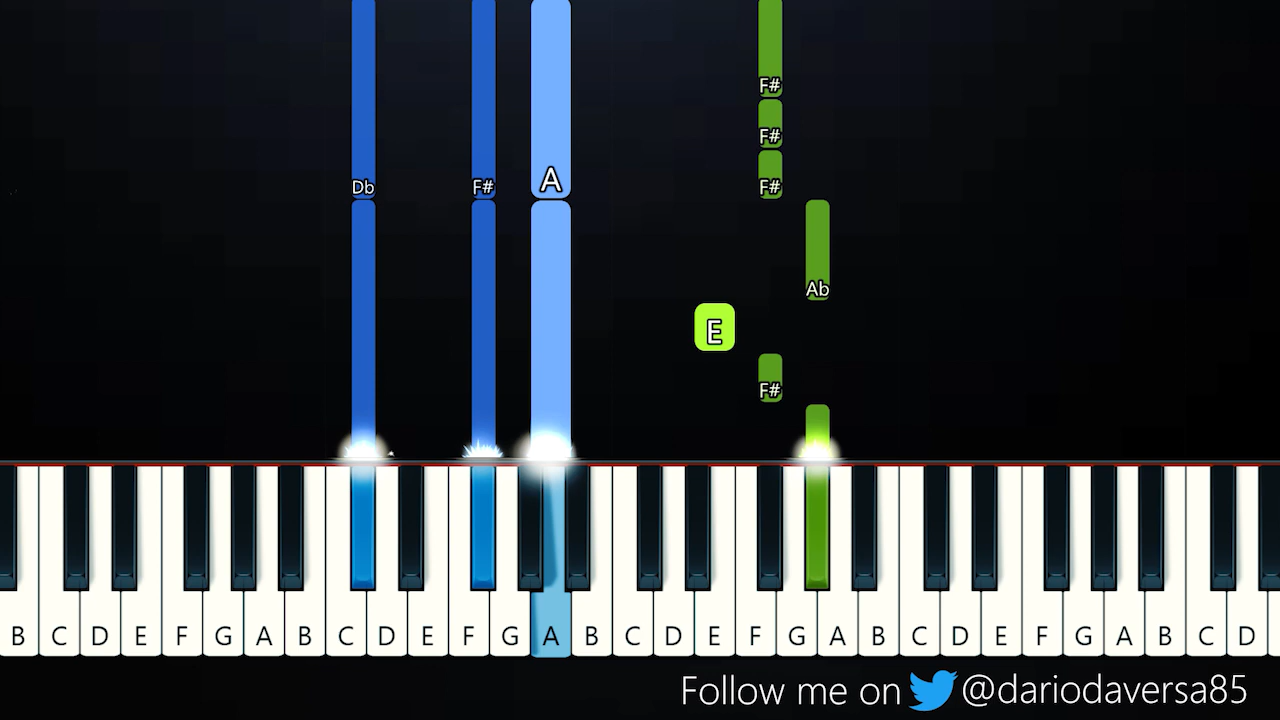 F#
F#
Db F# A F#
Ab
E
F#
B C D E F G A B C D E F G A B C D E F G A B C D E F G A B C D
Follow me on @dariodaversa85